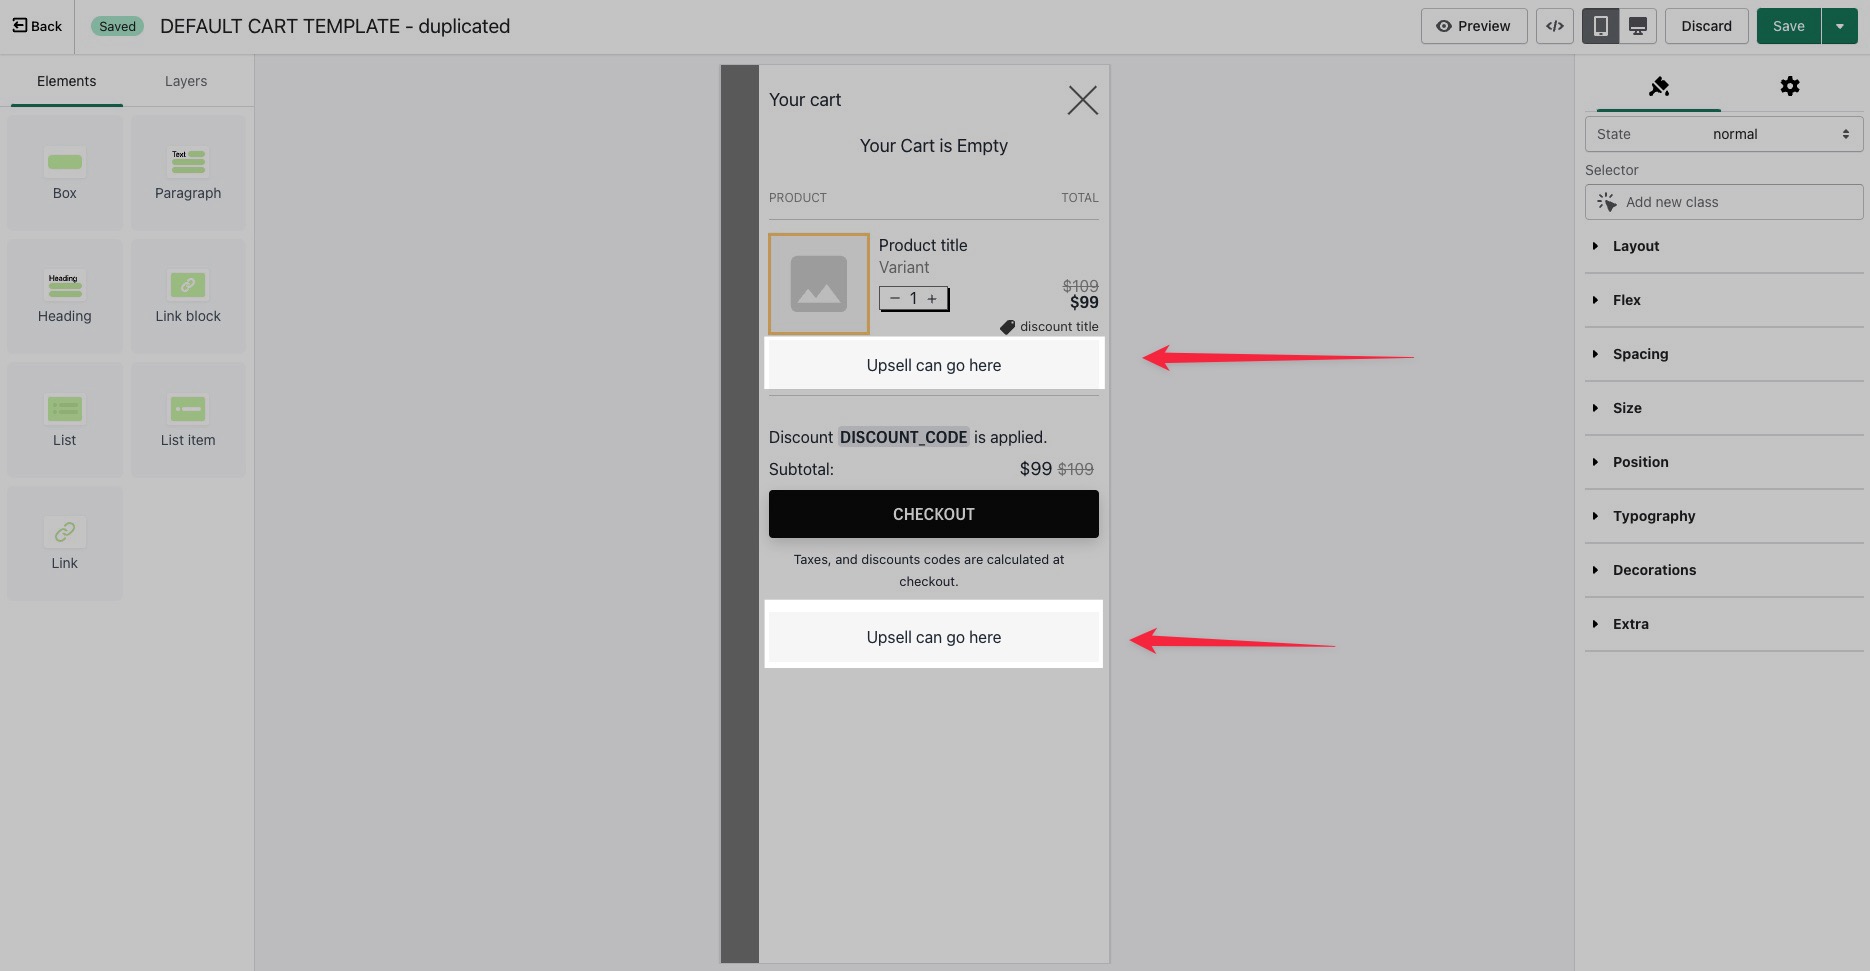 Back
Saved
DEFAULT CART TEMPLATE - duplicated
Preview
</>
Discard
Save
Elements
Layers
Box
Text
Paragraph
Heading
Heading
Link block
List
List item
Link
Your cart
Your Cart is Empty
PRODUCT
TOTAL
Product title
Variant
− 1 +
$109
$99
discount title
Upsell can go here
Discount DISCOUNT_CODE is applied.
Subtotal:
$99 $109
CHECKOUT
Taxes, and discounts codes are calculated at
checkout.
Upsell can go here
State
normal
Selector
Add new class
Layout
Flex
Spacing
Size
Position
Typography
Decorations
Extra